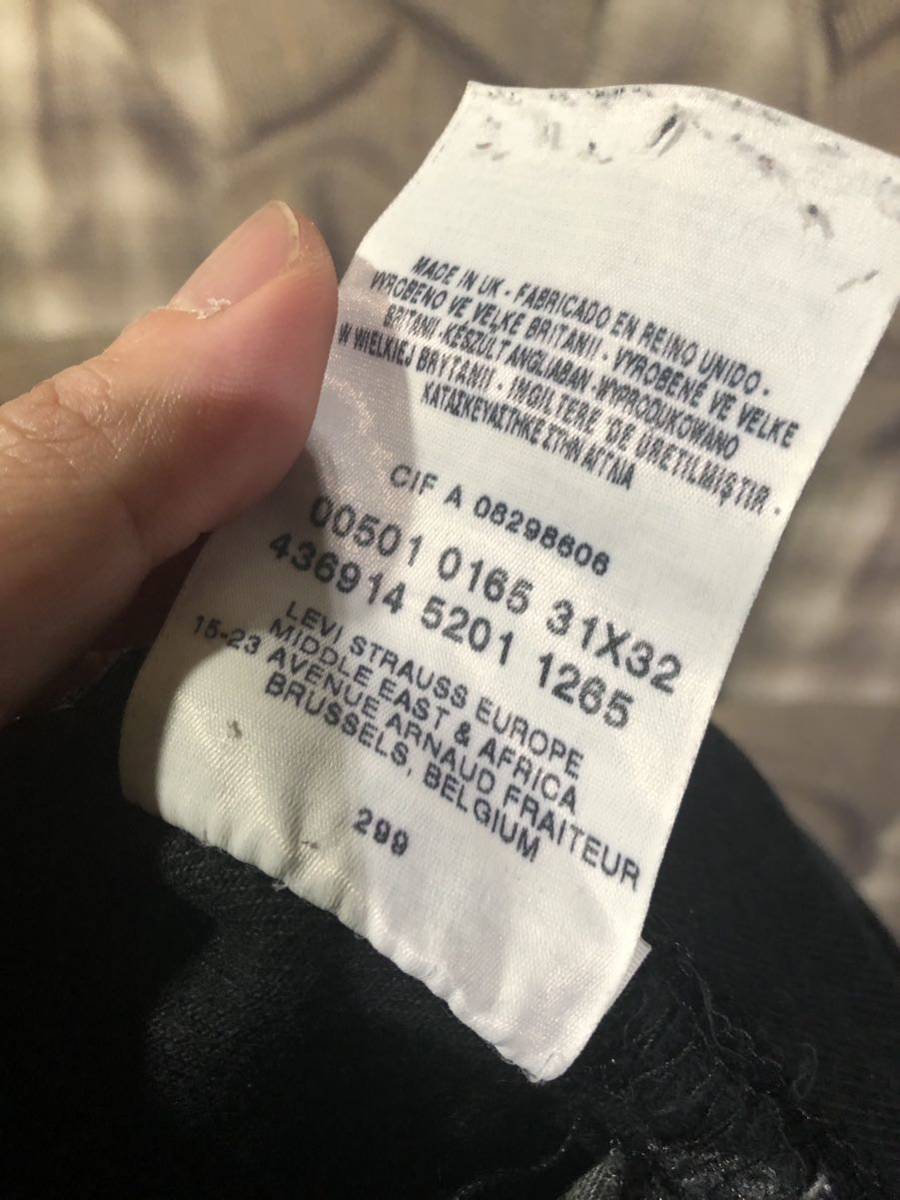 MADE IN UK - FABRICADO EN REINO UNIDO -
VYROBENO VE VELKE BRITANII - VYROBENÉ VE VELKE
BRITANII - KÉSZÜLT ANGLIABAN - WYPRODUKOWANO
W WIELKIEJ BRYTANII - INGILTERE 'DE ÜRETILMIŞTIR -
ΚΑΤΑΣΚΕΥΑΣΤΗΚΕ ΣΤΗΝ ΑΓΓΛΙΑ
CIF A 08298606
00501 0165 31X32
436914 5201 1265
LEVI STRAUSS EUROPE
MIDDLE EAST & AFRICA
15-23 AVENUE ARNAUD FRAITEUR
BRUSSELS, BELGIUM
299